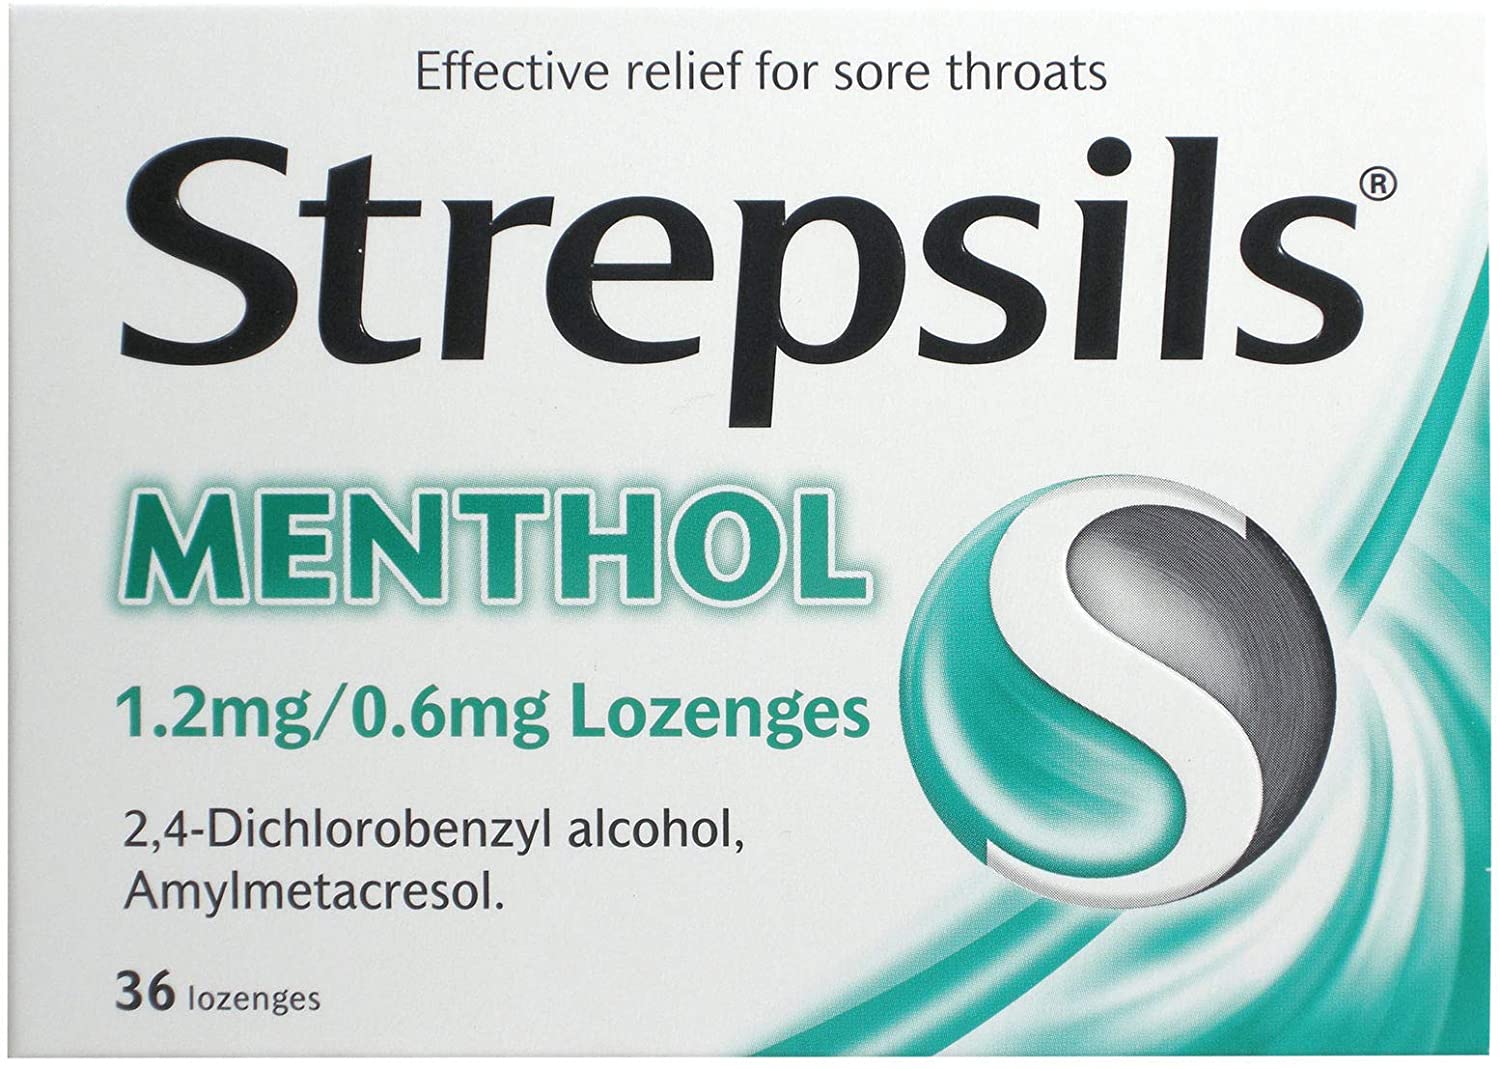 Effective relief for sore throats
Strepsils®
MENTHOL
1.2mg/0.6mg Lozenges
2,4-Dichlorobenzyl alcohol,
Amylmetacresol.
36 lozenges